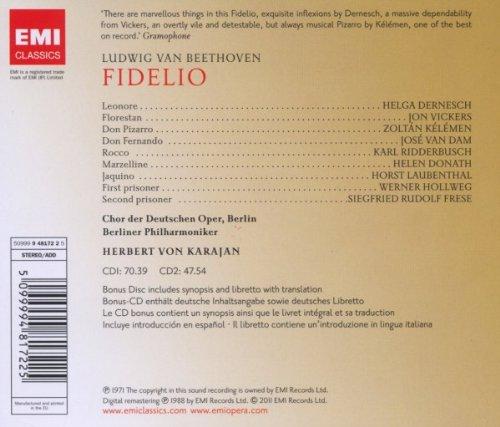 EMI
CLASSICS
EMI is a registered trade
mark of EMI (IP) Limited
'There are marvellous things in this Fidelio, exquisite inflexions by Dernesch, a massive dependability
from Vickers, an overtly vile and detestable, but always musical Pizarro by Kélémen, one of the best
on record.' Gramophone
LUDWIG VAN BEETHOVEN
FIDELIO
Leonore HELGA DERNESCH
Florestan JON VICKERS
Don Pizarro ZOLTÁN KÉLÉMEN
Don Fernando JOSÉ VAN DAM
Rocco KARL RIDDERBUSCH
Marzelline HELEN DONATH
Jaquino HORST LAUBENTHAL
First prisoner WERNER HOLLWEG
Second prisoner SIEGFRIED RUDOLF FRESE
Chor der Deutschen Oper, Berlin
Berliner Philharmoniker
HERBERT VON KARAJAN
CD1: 70.39 CD2: 47.54
Bonus Disc includes synopsis and libretto with translation
Bonus-CD enthält deutsche Inhaltsangabe sowie deutsches Libretto
Le CD bonus contient un synopsis ainsi que le livret intégral et sa traduction
Incluye introducción en español · Il libretto contiene un'introduzione in lingua italiana
50999 9 48172 2 5
STEREO/ADD
5 099994 817225
Manufactured and printed
in the EU.
℗ 1971 The copyright in this sound recording is owned by EMI Records Ltd.
Digital remastering ℗ 1988 by EMI Records Ltd. © 2011 EMI Records Ltd.
www.emiclassics.com www.emiopera.com